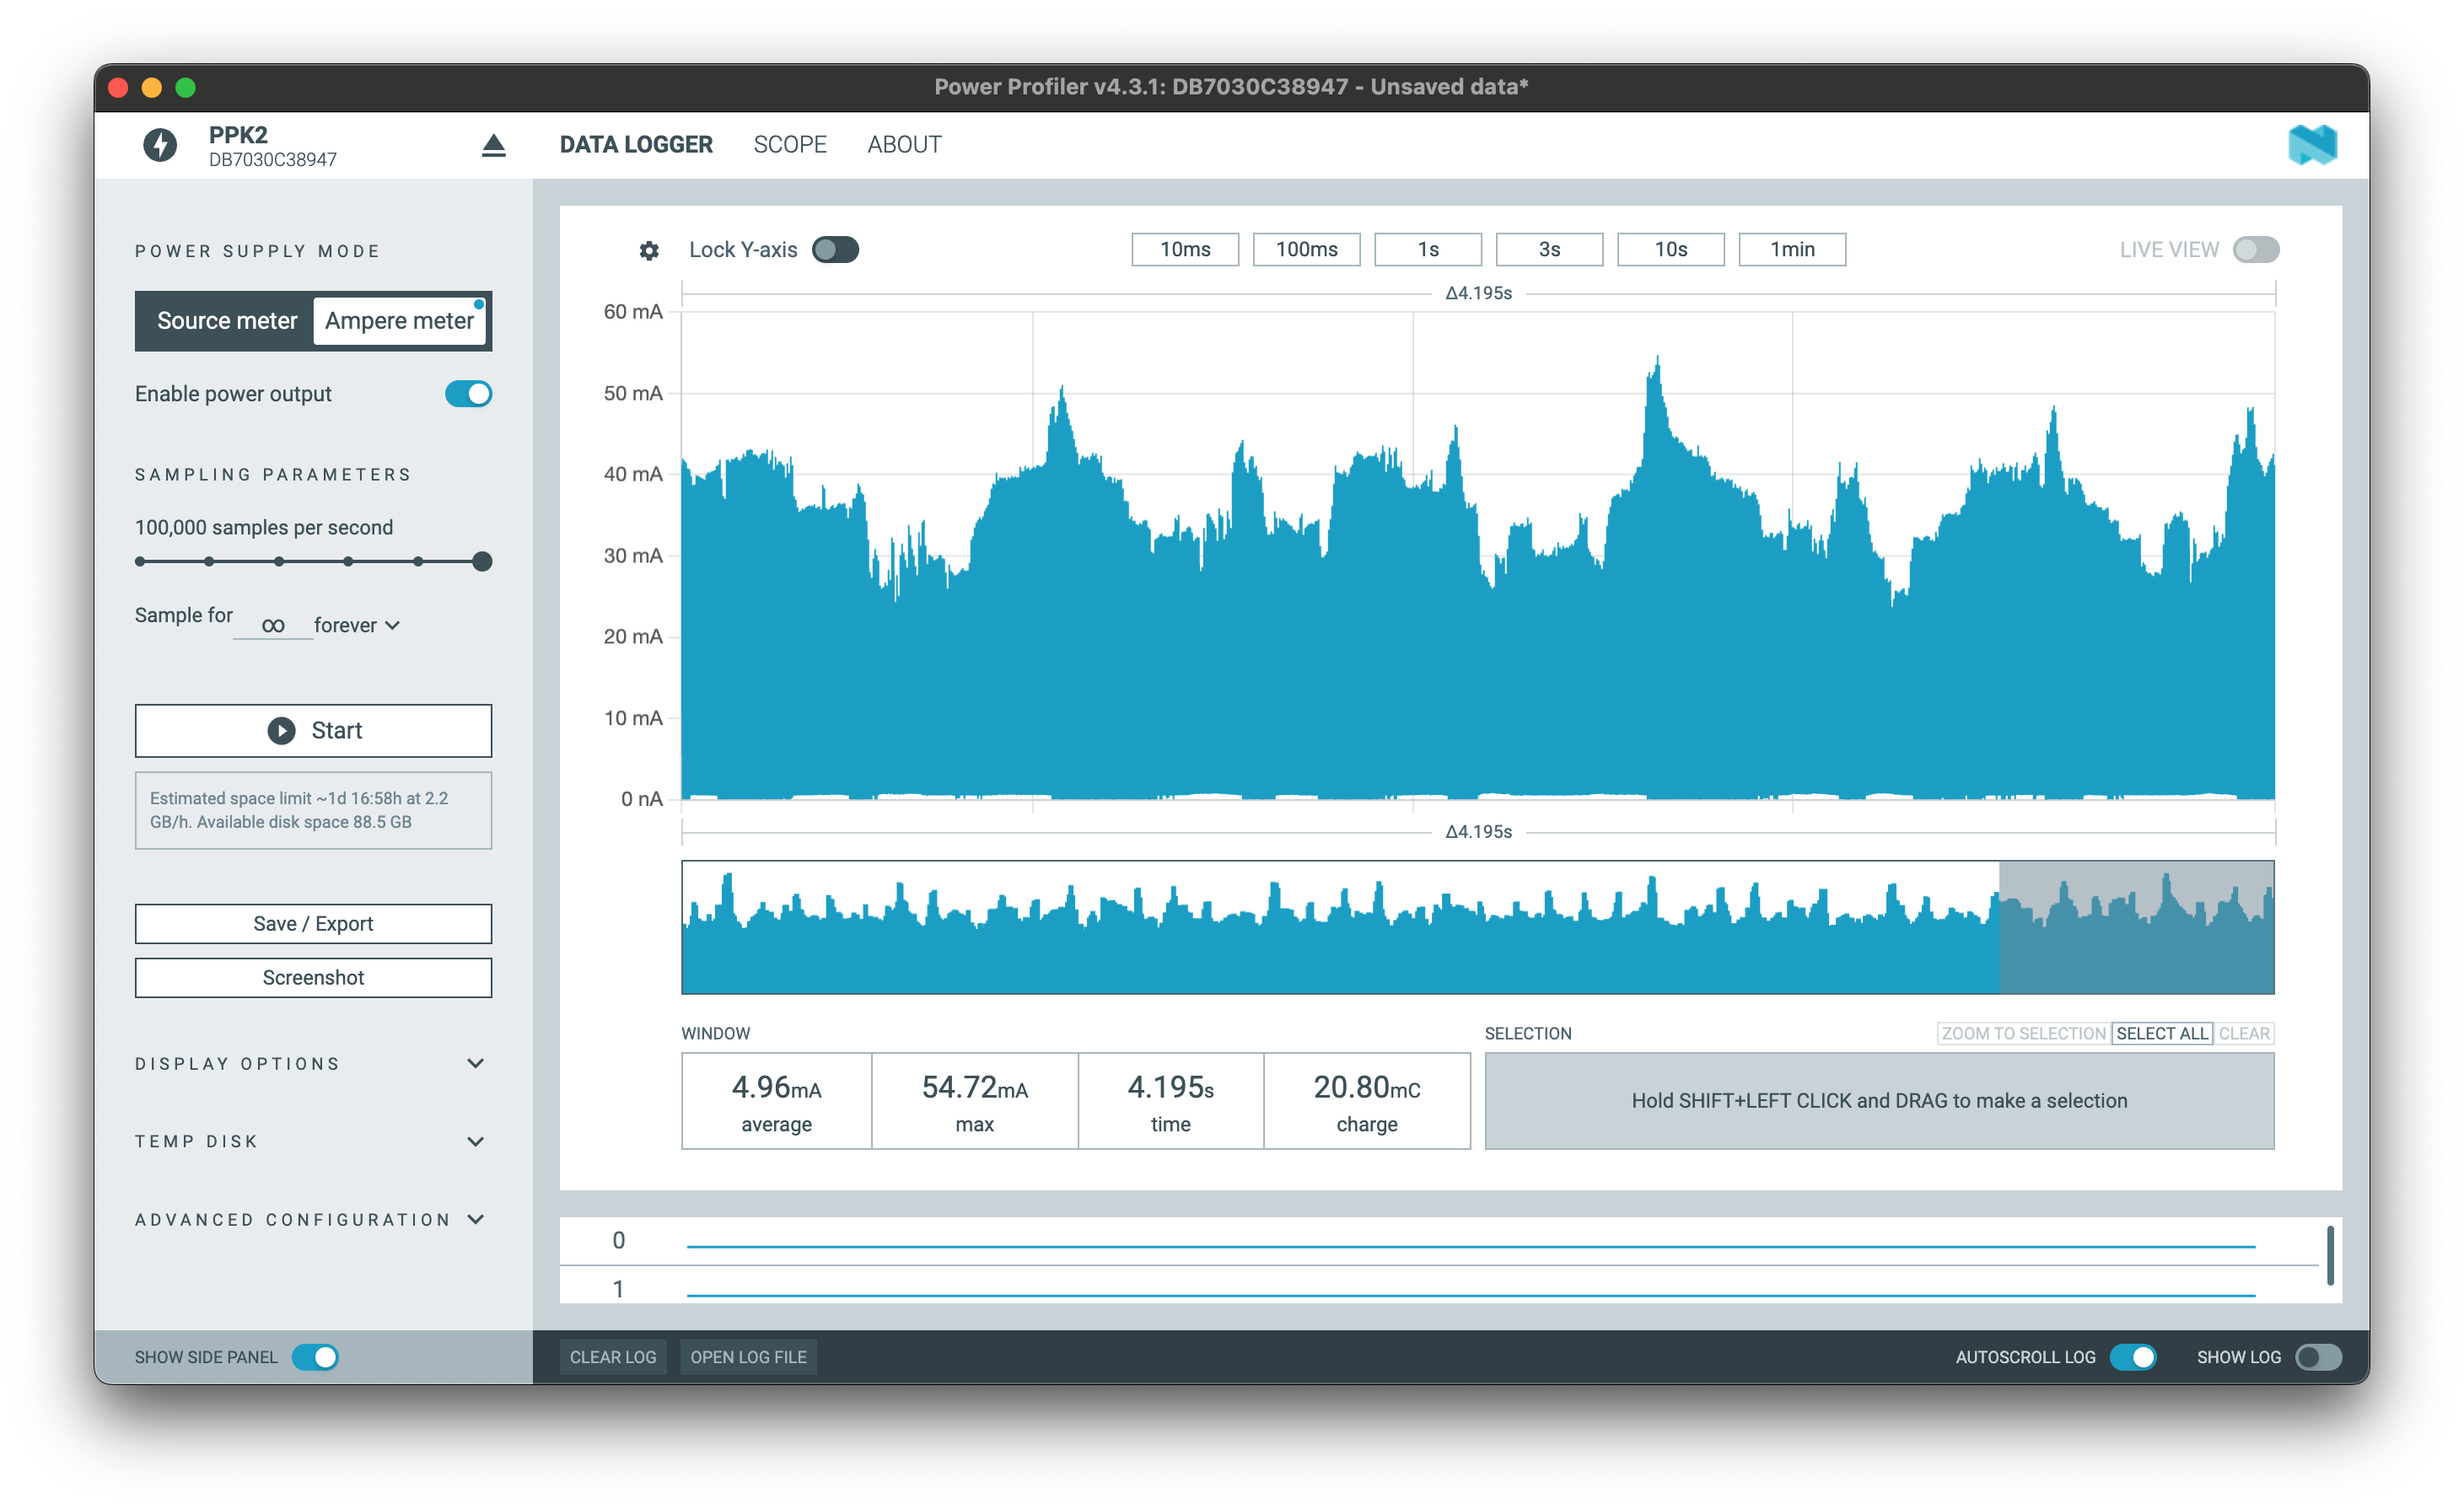 Power Profiler v4.3.1: DB7030C38947 - Unsaved data*
PPK2
DB7030C38947
DATA LOGGER
SCOPE
ABOUT
POWER SUPPLY MODE
Source meter
Ampere meter
Enable power output
SAMPLING PARAMETERS
100,000 samples per second
Sample for
∞
forever
Start
Estimated space limit ~1d 16:58h at 2.2
GB/h. Available disk space 88.5 GB
Save / Export
Screenshot
DISPLAY OPTIONS
TEMP DISK
ADVANCED CONFIGURATION
SHOW SIDE PANEL
Lock Y-axis
10ms
100ms
1s
3s
10s
1min
LIVE VIEW
Δ4.195s
60 mA
50 mA
40 mA
30 mA
20 mA
10 mA
0 nA
Δ4.195s
WINDOW
4.96mA
average
54.72mA
max
4.195s
time
20.80mC
charge
SELECTION
ZOOM TO SELECTION
SELECT ALL
CLEAR
Hold SHIFT+LEFT CLICK and DRAG to make a selection
0
1
CLEAR LOG
OPEN LOG FILE
AUTOSCROLL LOG
SHOW LOG